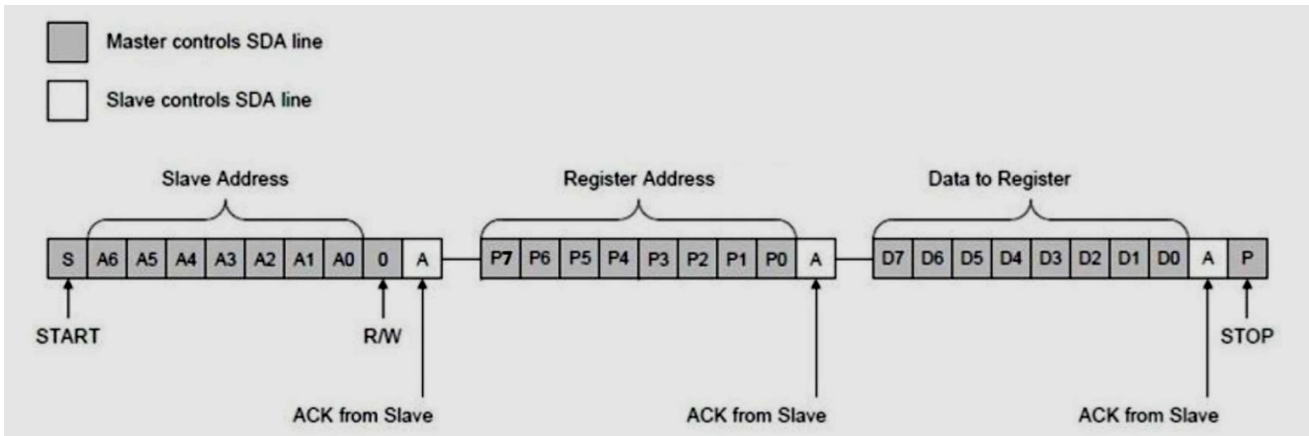 Master controls SDA line
Slave controls SDA line
Slave Address
Register Address
Data to Register
S A6 A5 A4 A3 A2 A1 A0 0 A P7 P6 P5 P4 P3 P2 P1 P0 A D7 D6 D5 D4 D3 D2 D1 D0 A P
START R/W STOP
ACK from Slave ACK from Slave ACK from Slave